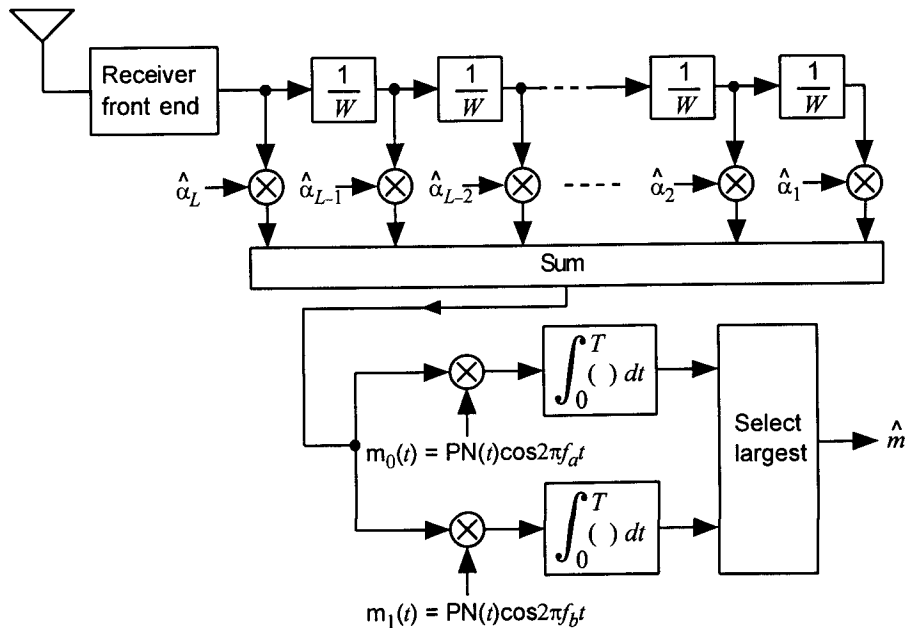 Receiver
front end
1/W
1/W
1/W
1/W
α̂_L
α̂_{L-1}
α̂_{L-2}
α̂_2
α̂_1
Sum
∫_0^T ( ) dt
m_0(t) = PN(t)cos2πf_a t
Select
largest
m̂
∫_0^T ( ) dt
m_1(t) = PN(t)cos2πf_b t